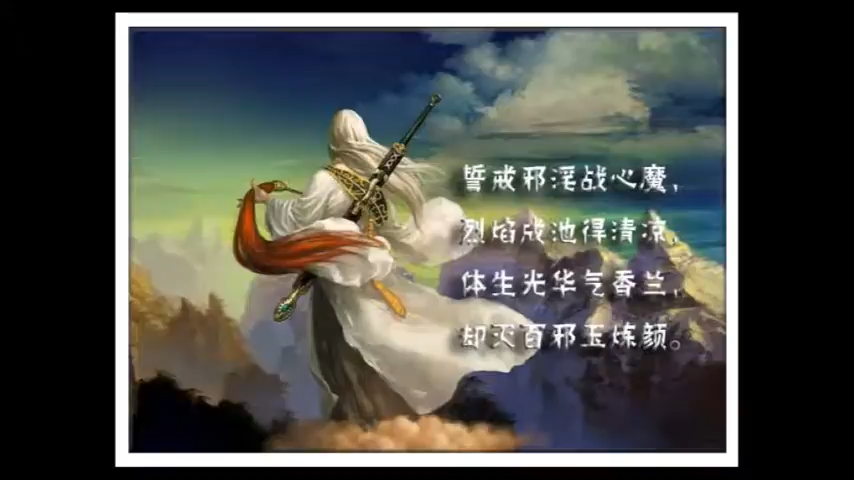 誓戒邪淫战心魔，
烈焰成池得清凉，
体生光华气香兰，
却灭百邪玉炼颜。